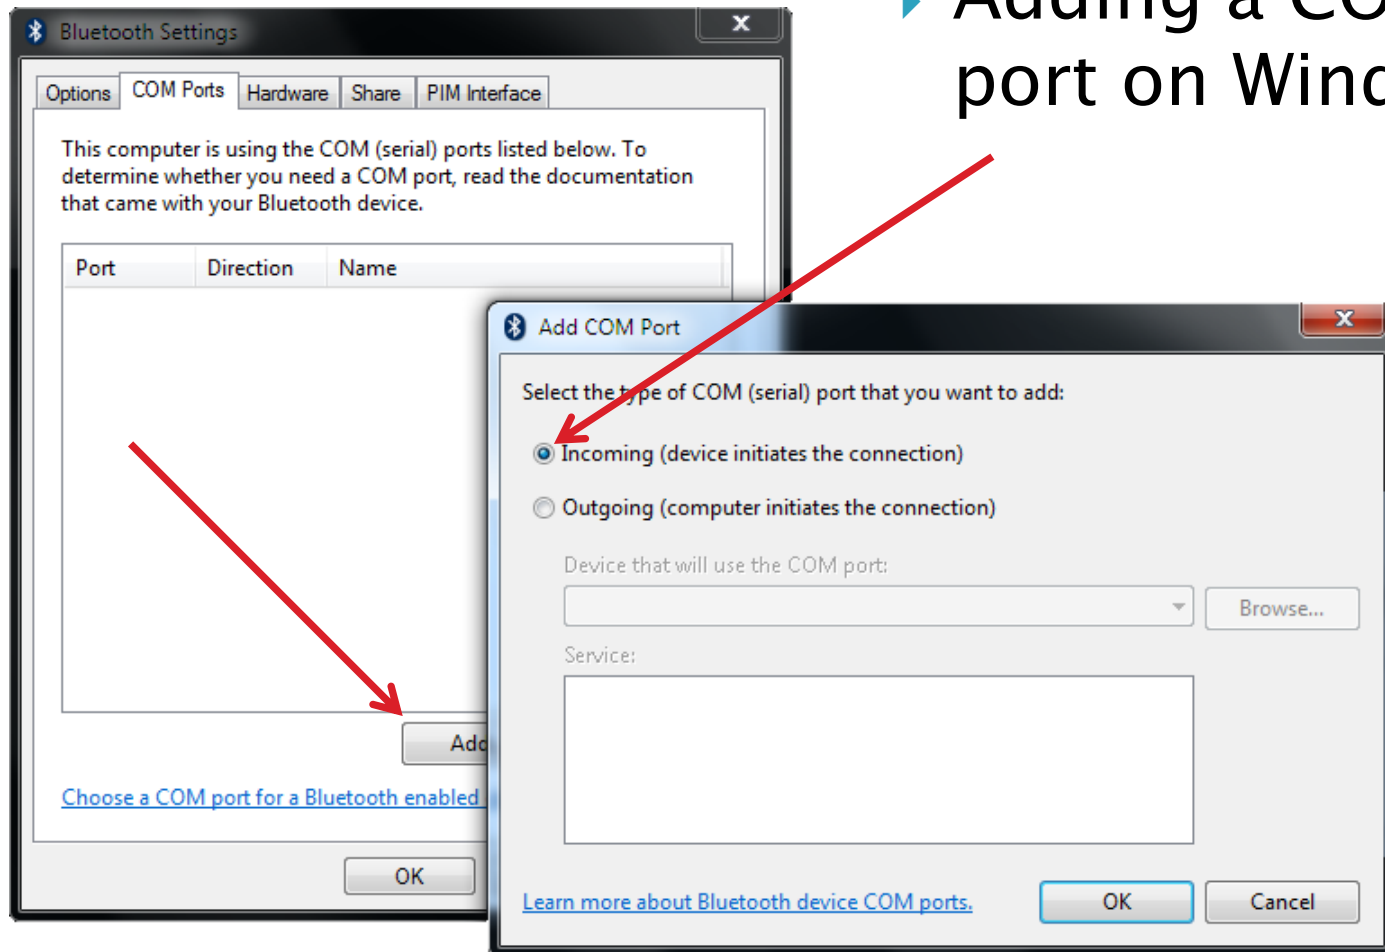 Adding a CO
port on Wind
Bluetooth Settings
Options COM Ports Hardware Share PIM Interface
This computer is using the COM (serial) ports listed below. To
determine whether you need a COM port, read the documentation
that came with your Bluetooth device.
Port Direction Name
Add
Choose a COM port for a Bluetooth enabled
OK
Add COM Port
Select the type of COM (serial) port that you want to add:
Incoming (device initiates the connection)
Outgoing (computer initiates the connection)
Device that will use the COM port:
Browse...
Service:
Learn more about Bluetooth device COM ports.
OK Cancel